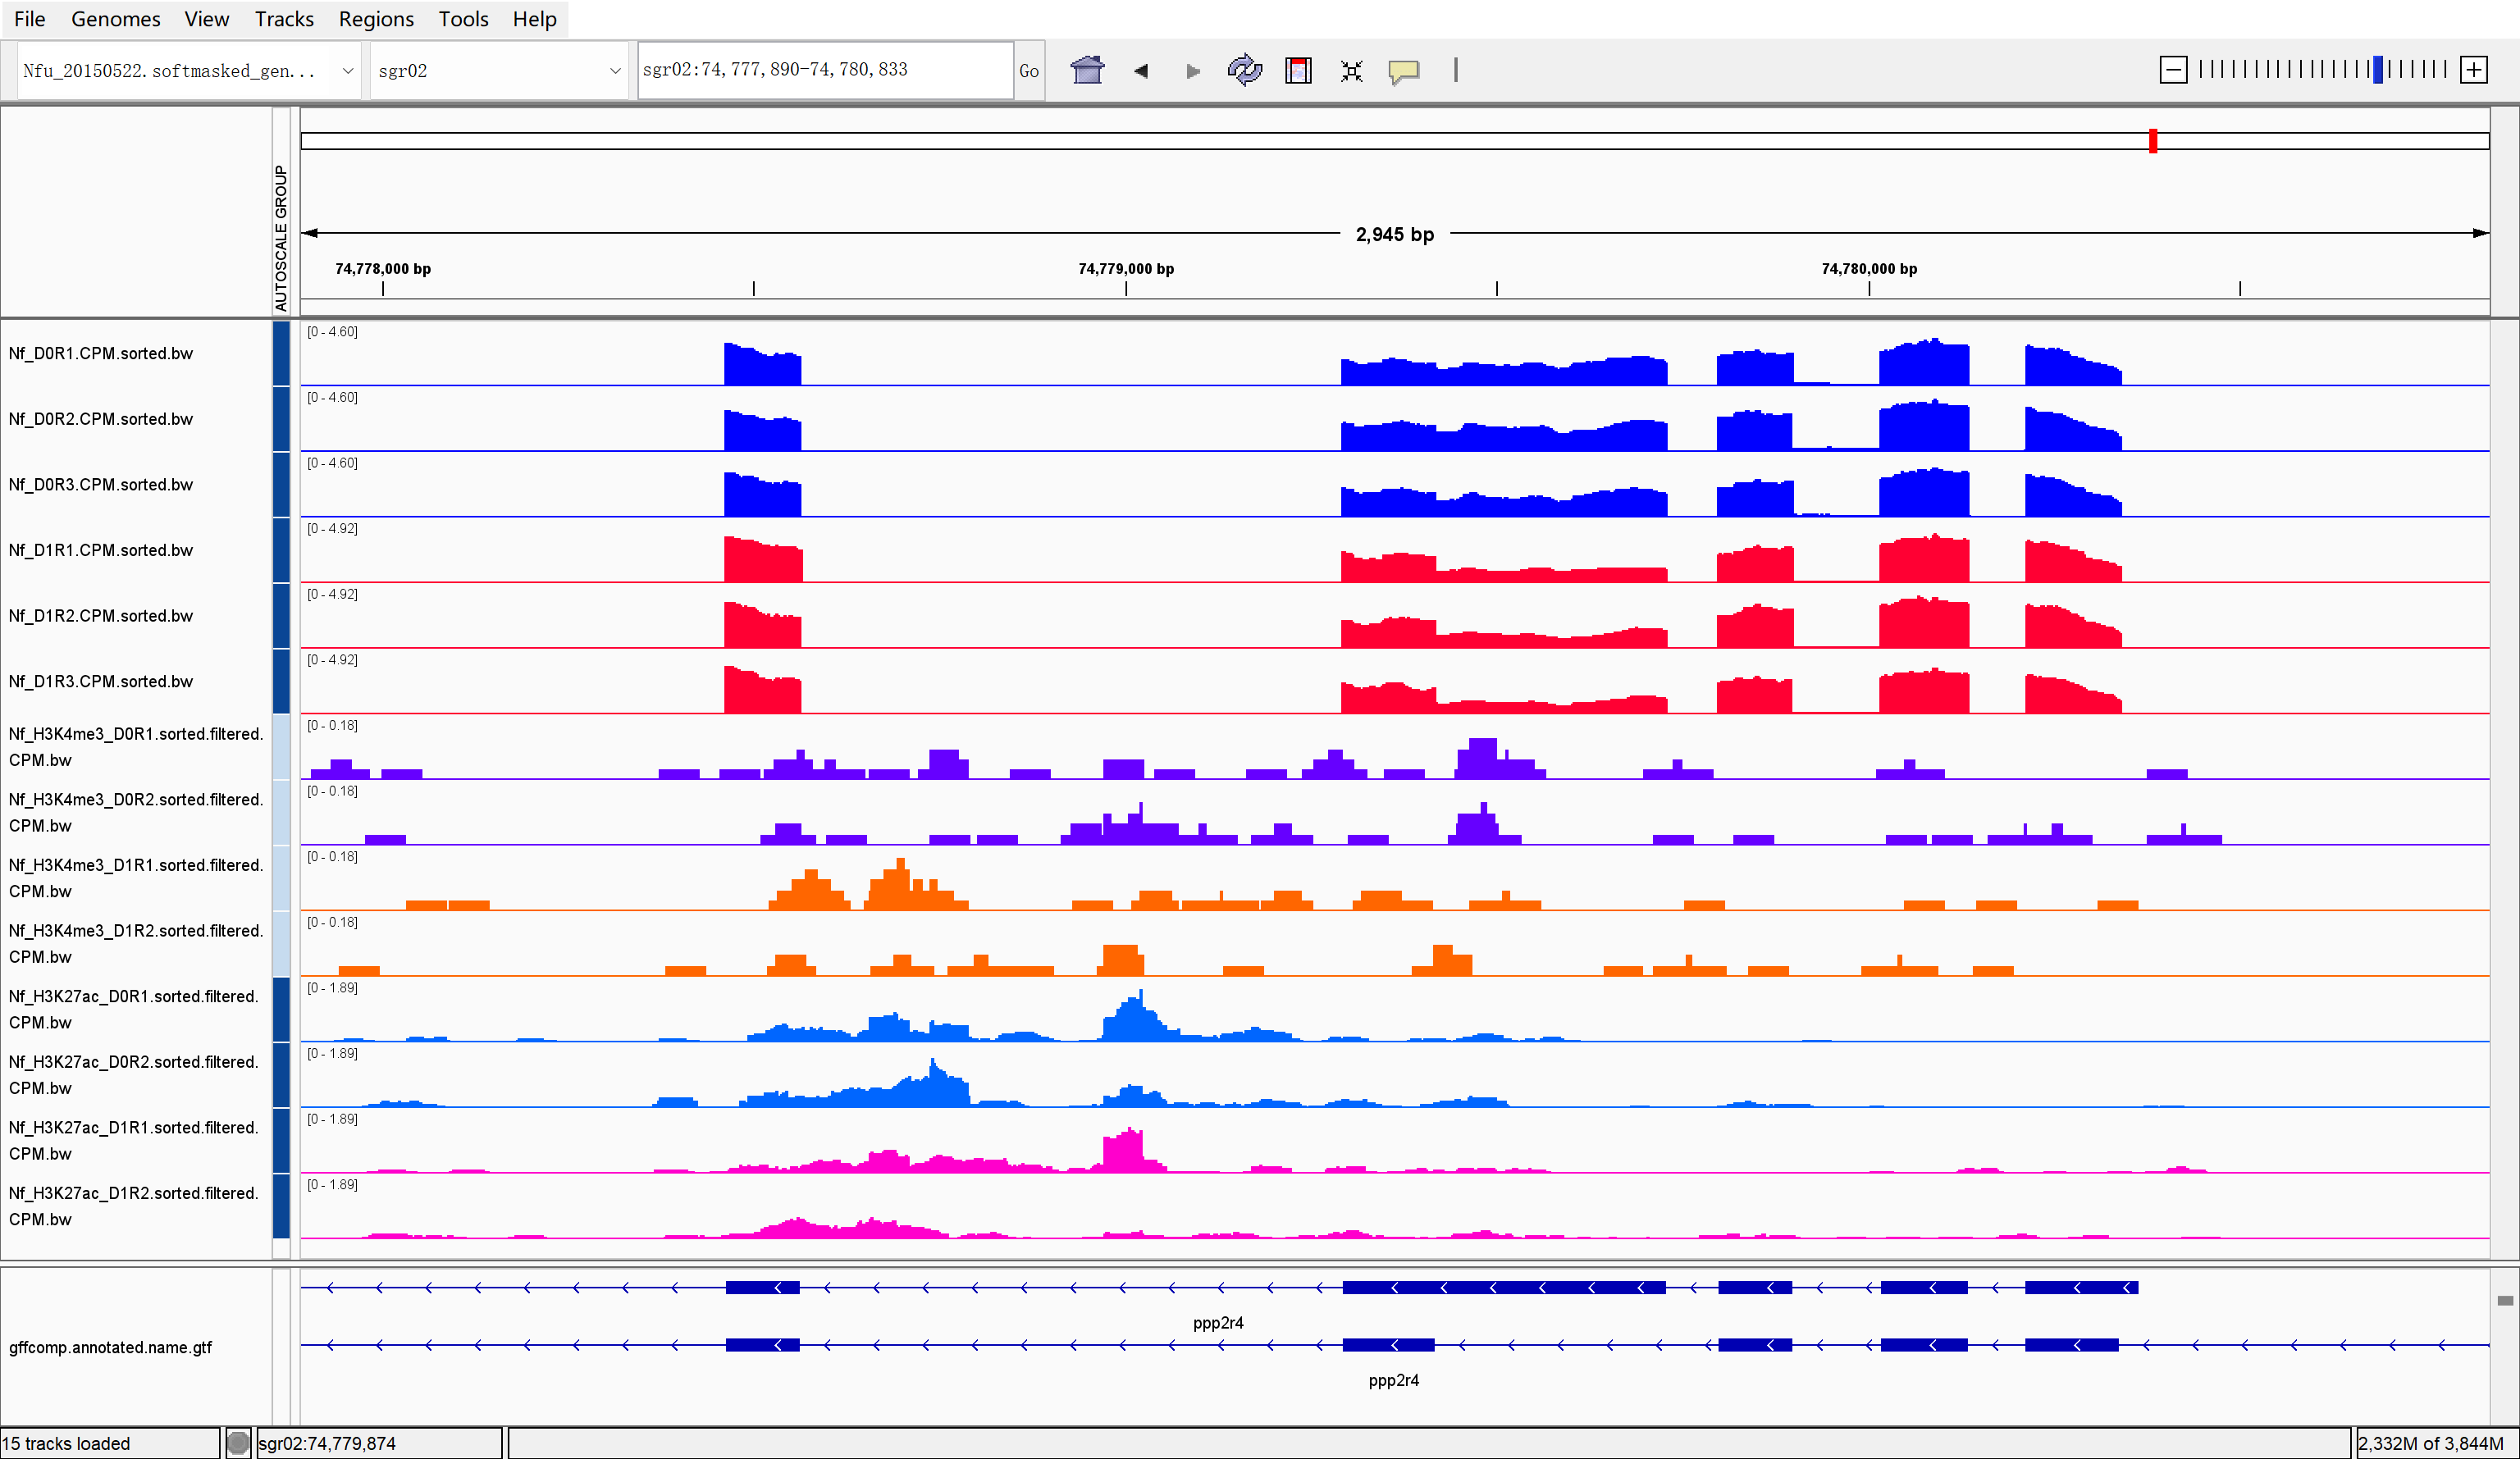 File Genomes View Tracks Regions Tools Help
Nfu_20150522.softmasked_gen... sgr02 sgr02:74,777,890-74,780,833 Go
AUTOSCALE GROUP
2,945 bp
74,778,000 bp 74,779,000 bp 74,780,000 bp
Nf_D0R1.CPM.sorted.bw [0 - 4.60]
Nf_D0R2.CPM.sorted.bw [0 - 4.60]
Nf_D0R3.CPM.sorted.bw [0 - 4.60]
Nf_D1R1.CPM.sorted.bw [0 - 4.92]
Nf_D1R2.CPM.sorted.bw [0 - 4.92]
Nf_D1R3.CPM.sorted.bw [0 - 4.92]
Nf_H3K4me3_D0R1.sorted.filtered. [0 - 0.18]
CPM.bw
Nf_H3K4me3_D0R2.sorted.filtered. [0 - 0.18]
CPM.bw
Nf_H3K4me3_D1R1.sorted.filtered. [0 - 0.18]
CPM.bw
Nf_H3K4me3_D1R2.sorted.filtered. [0 - 0.18]
CPM.bw
Nf_H3K27ac_D0R1.sorted.filtered. [0 - 1.89]
CPM.bw
Nf_H3K27ac_D0R2.sorted.filtered. [0 - 1.89]
CPM.bw
Nf_H3K27ac_D1R1.sorted.filtered. [0 - 1.89]
CPM.bw
Nf_H3K27ac_D1R2.sorted.filtered. [0 - 1.89]
CPM.bw
ppp2r4
gffcomp.annotated.name.gtf
ppp2r4
15 tracks loaded sgr02:74,779,874 2,332M of 3,844M